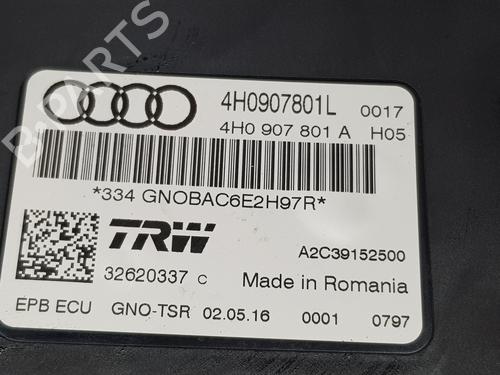 4H0907801L 0017
4H0 907 801 A H05
*334 GNOBAC6E2H97R*
TRW A2C39152500
32620337 C Made in Romania
EPB ECU GNO-TSR 02.05.16 0001 0797
B-PARTS